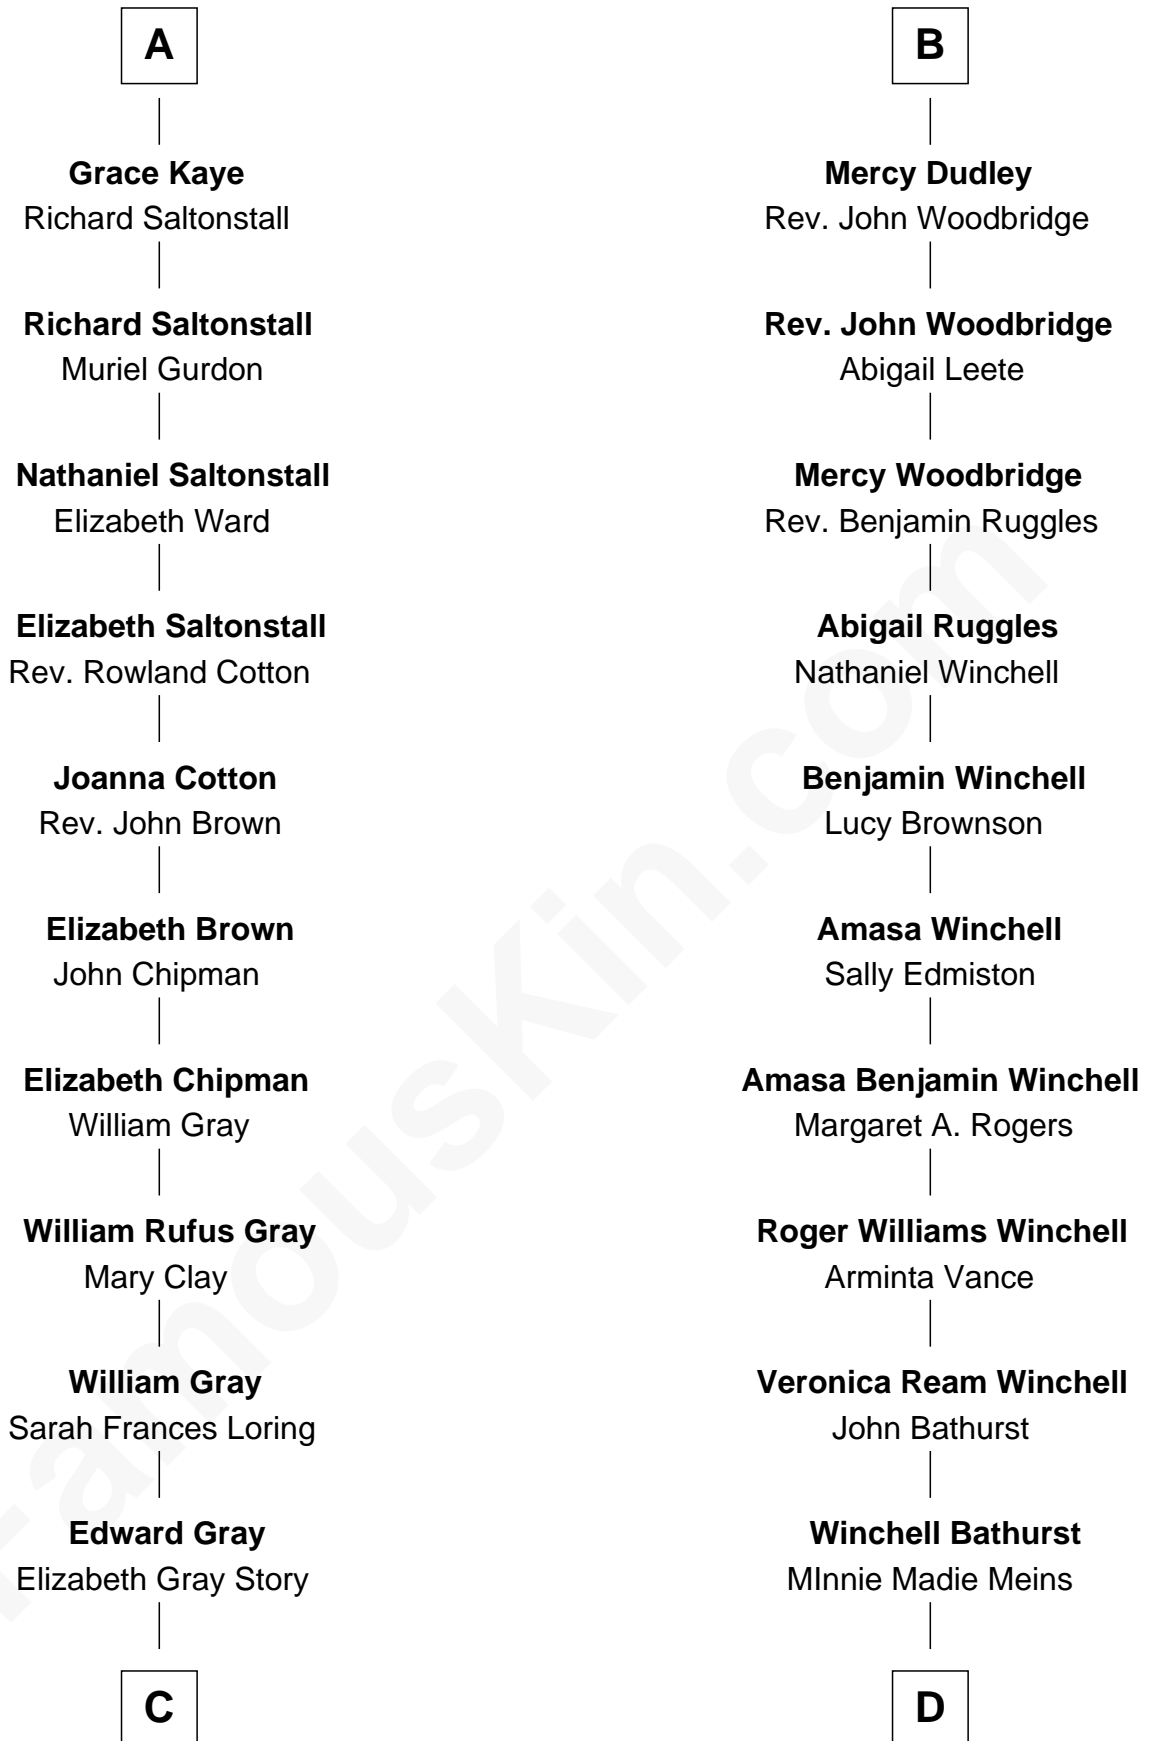 A
Grace Kaye
Richard Saltonstall
Richard Saltonstall
Muriel Gurdon
Nathaniel Saltonstall
Elizabeth Ward
Elizabeth Saltonstall
Rev. Rowland Cotton
Joanna Cotton
Rev. John Brown
Elizabeth Brown
John Chipman
Elizabeth Chipman
William Gray
William Rufus Gray
Mary Clay
William Gray
Sarah Frances Loring
Edward Gray
Elizabeth Gray Story
C
B
Mercy Dudley
Rev. John Woodbridge
Rev. John Woodbridge
Abigail Leete
Mercy Woodbridge
Rev. Benjamin Ruggles
Abigail Ruggles
Nathaniel Winchell
Benjamin Winchell
Lucy Brownson
Amasa Winchell
Sally Edmiston
Amasa Benjamin Winchell
Margaret A. Rogers
Roger Williams Winchell
Arminta Vance
Veronica Ream Winchell
John Bathurst
Winchell Bathurst
MInnie Madie Meins
D
FamousKin.com